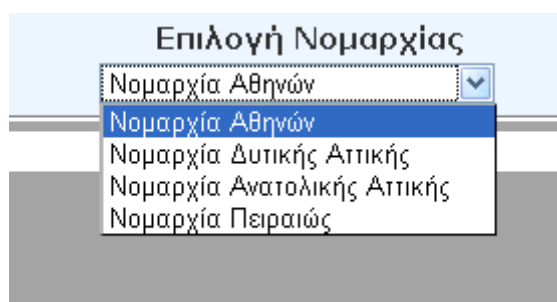 Επιλογή Νομαρχίας
Νομαρχία Αθηνών
Νομαρχία Αθηνών
Νομαρχία Δυτικής Αττικής
Νομαρχία Ανατολικής Αττικής
Νομαρχία Πειραιώς